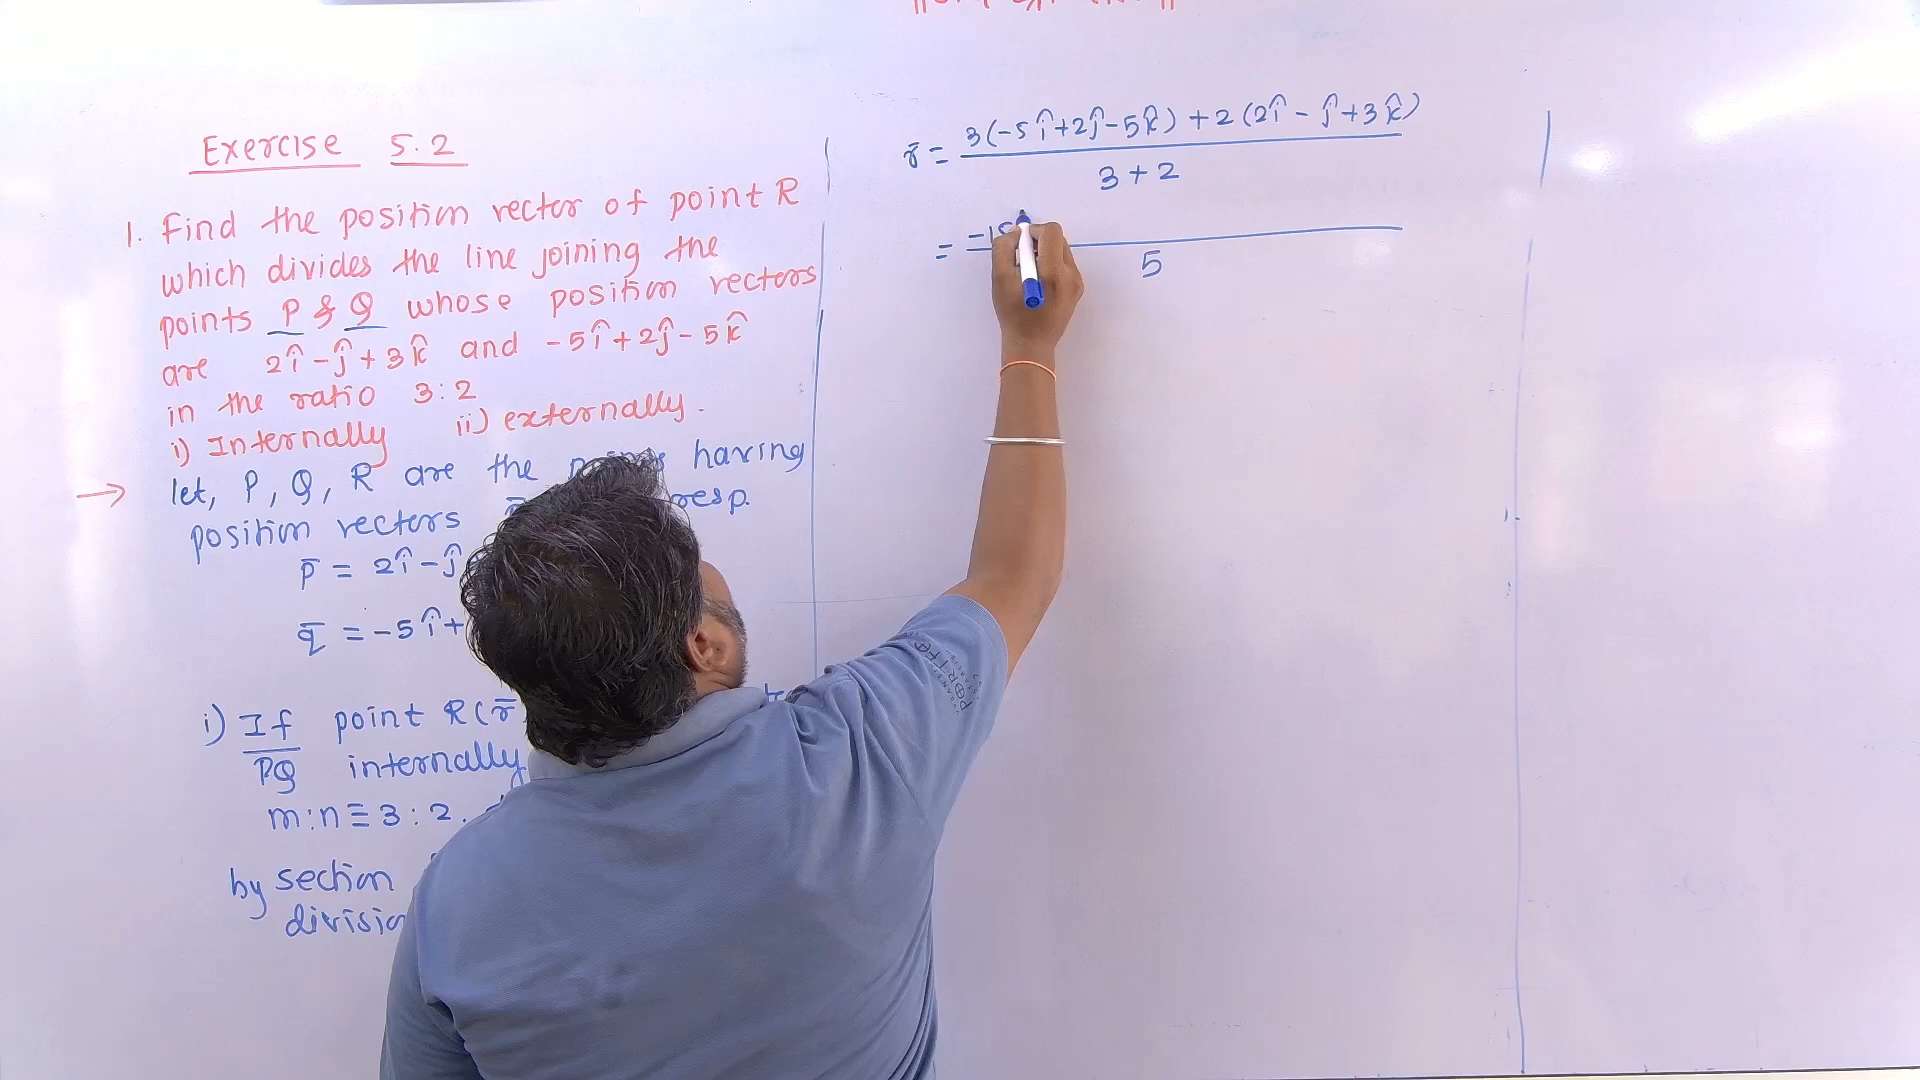 Exercise 5.2
1. Find the position vector of point R
which divides the line joining the
points P & Q whose position vectors
are 2î - ĵ + 3k̂ and -5î + 2ĵ - 5k̂
in the ratio 3:2
i) Internally ii) externally.
→ let, P, Q, R are the having
position vectors resp.
p̄ = 2î - ĵ
q̄ = -5î +
i) If point R(r̄
PQ internally
m:n ≡ 3:2.
by section
r̄ = 3(-5î+2ĵ-5k̂) + 2(2î - ĵ+3k̂)
3+2
= -15
5